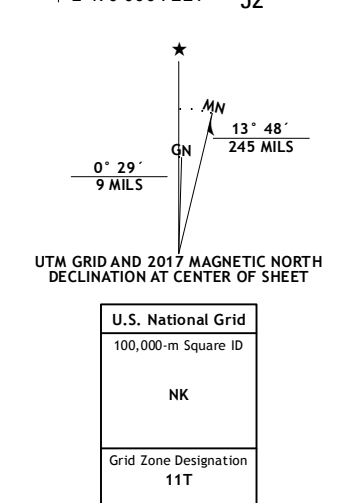 52
MN
13° 48´
245 MILS
GN
0° 29´
9 MILS
UTM GRID AND 2017 MAGNETIC NORTH
DECLINATION AT CENTER OF SHEET
U.S. National Grid
100,000-m Square ID
NK
Grid Zone Designation
11T